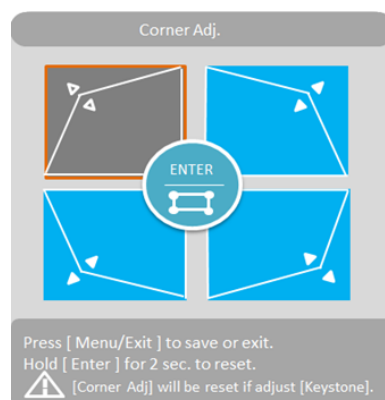 Corner Adj.
ENTER
Press [ Menu/Exit ] to save or exit.
Hold [ Enter ] for 2 sec. to reset.
[Corner Adj] will be reset if adjust [Keystone].